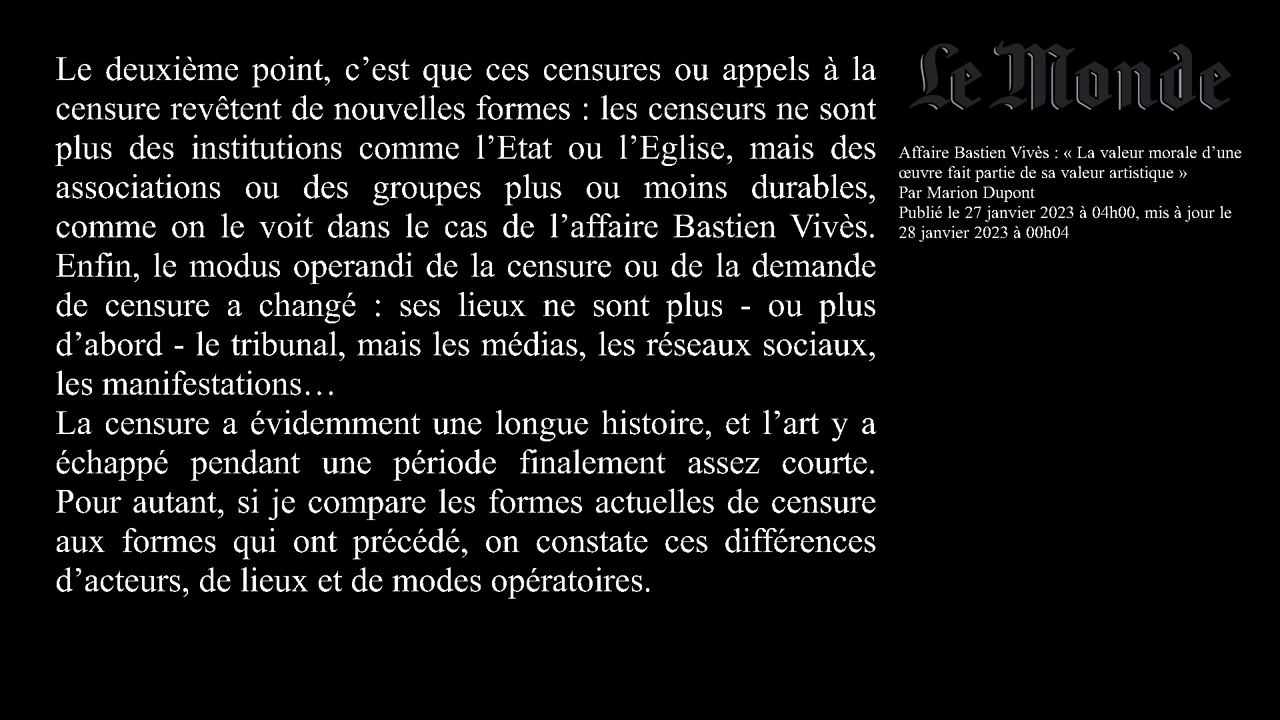 Le deuxième point, c’est que ces censures ou appels à la
censure revêtent de nouvelles formes : les censeurs ne sont
plus des institutions comme l’Etat ou l’Eglise, mais des
associations ou des groupes plus ou moins durables,
comme on le voit dans le cas de l’affaire Bastien Vivès.
Enfin, le modus operandi de la censure ou de la demande
de censure a changé : ses lieux ne sont plus - ou plus
d’abord - le tribunal, mais les médias, les réseaux sociaux,
les manifestations…
La censure a évidemment une longue histoire, et l’art y a
échappé pendant une période finalement assez courte.
Pour autant, si je compare les formes actuelles de censure
aux formes qui ont précédé, on constate ces différences
d’acteurs, de lieux et de modes opératoires.
Le Monde
Affaire Bastien Vivès : « La valeur morale d’une
œuvre fait partie de sa valeur artistique »
Par Marion Dupont
Publié le 27 janvier 2023 à 04h00, mis à jour le
28 janvier 2023 à 00h04